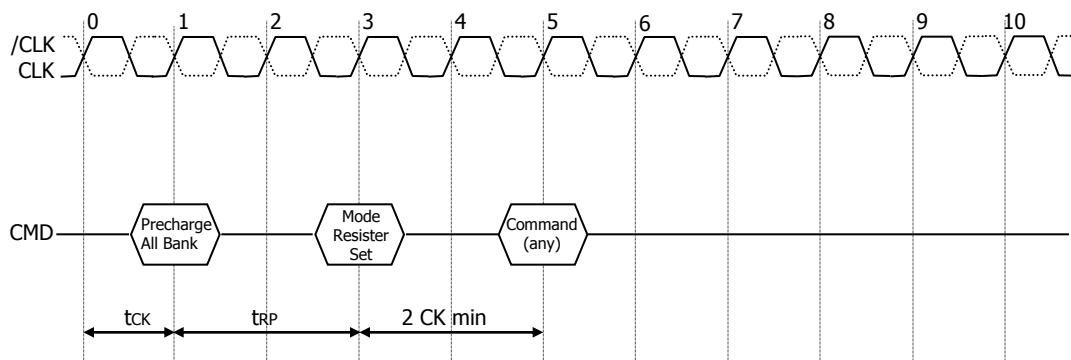 0 1 2 3 4 5 6 7 8 9 10
/CLK
CLK
CMD
Precharge
All Bank
Mode
Resister
Set
Command
(any)
tCK
tRP
2 CK min